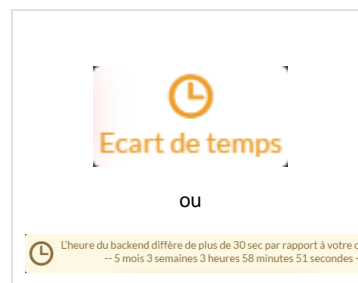 Ecart de temps
ou
L'heure du backend diffère de plus de 30 sec par rapport à votre
-- 5 mois 3 semaines 3 heures 58 minutes 51 secondes -